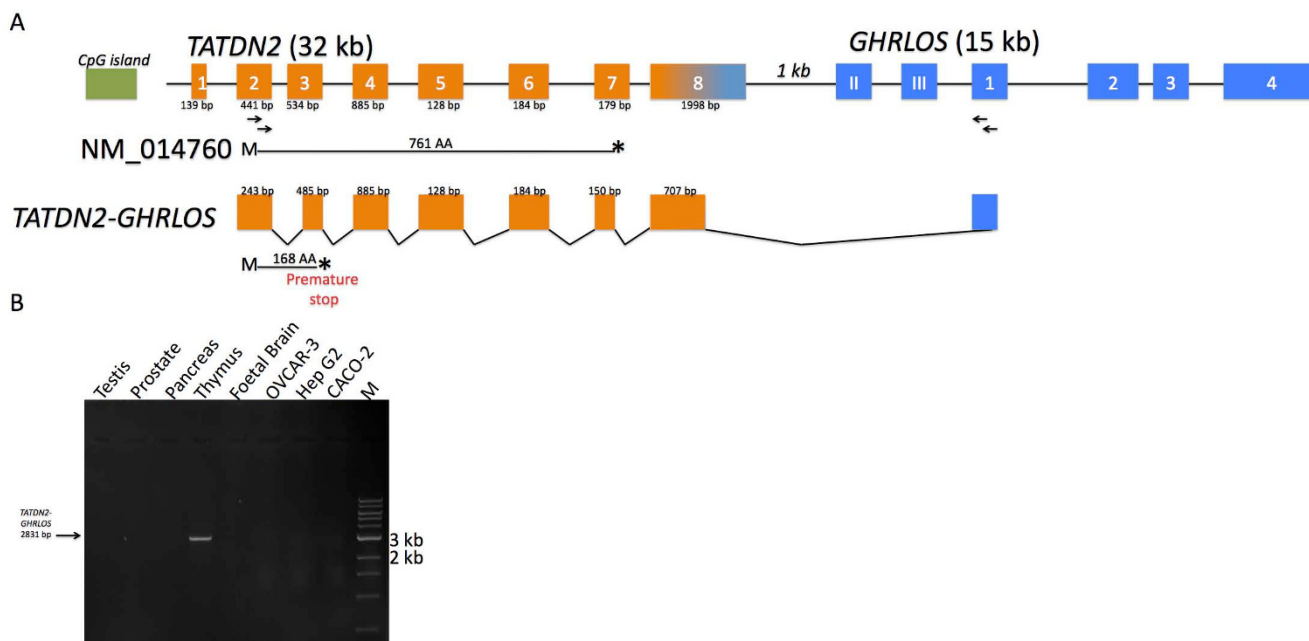 A
TATDN2 (32 kb)
GHRLOS (15 kb)
CpG island
1 kb
1 2 3 4 5 6 7 8 II III 1 2 3 4
139 bp 441 bp 534 bp 885 bp 128 bp 184 bp 179 bp 1998 bp
NM_014760 M 761 AA *
243 bp 485 bp 885 bp 128 bp 184 bp 150 bp 707 bp
TATDN2-GHRLOS
M 168 AA *
Premature
stop
B
Testis
Prostate
Pancreas
Thymus
Foetal Brain
OVCAR-3
Hep G2
CACO-2
M
TATDN2-
GHRLOS
2831 bp
3 kb
2 kb